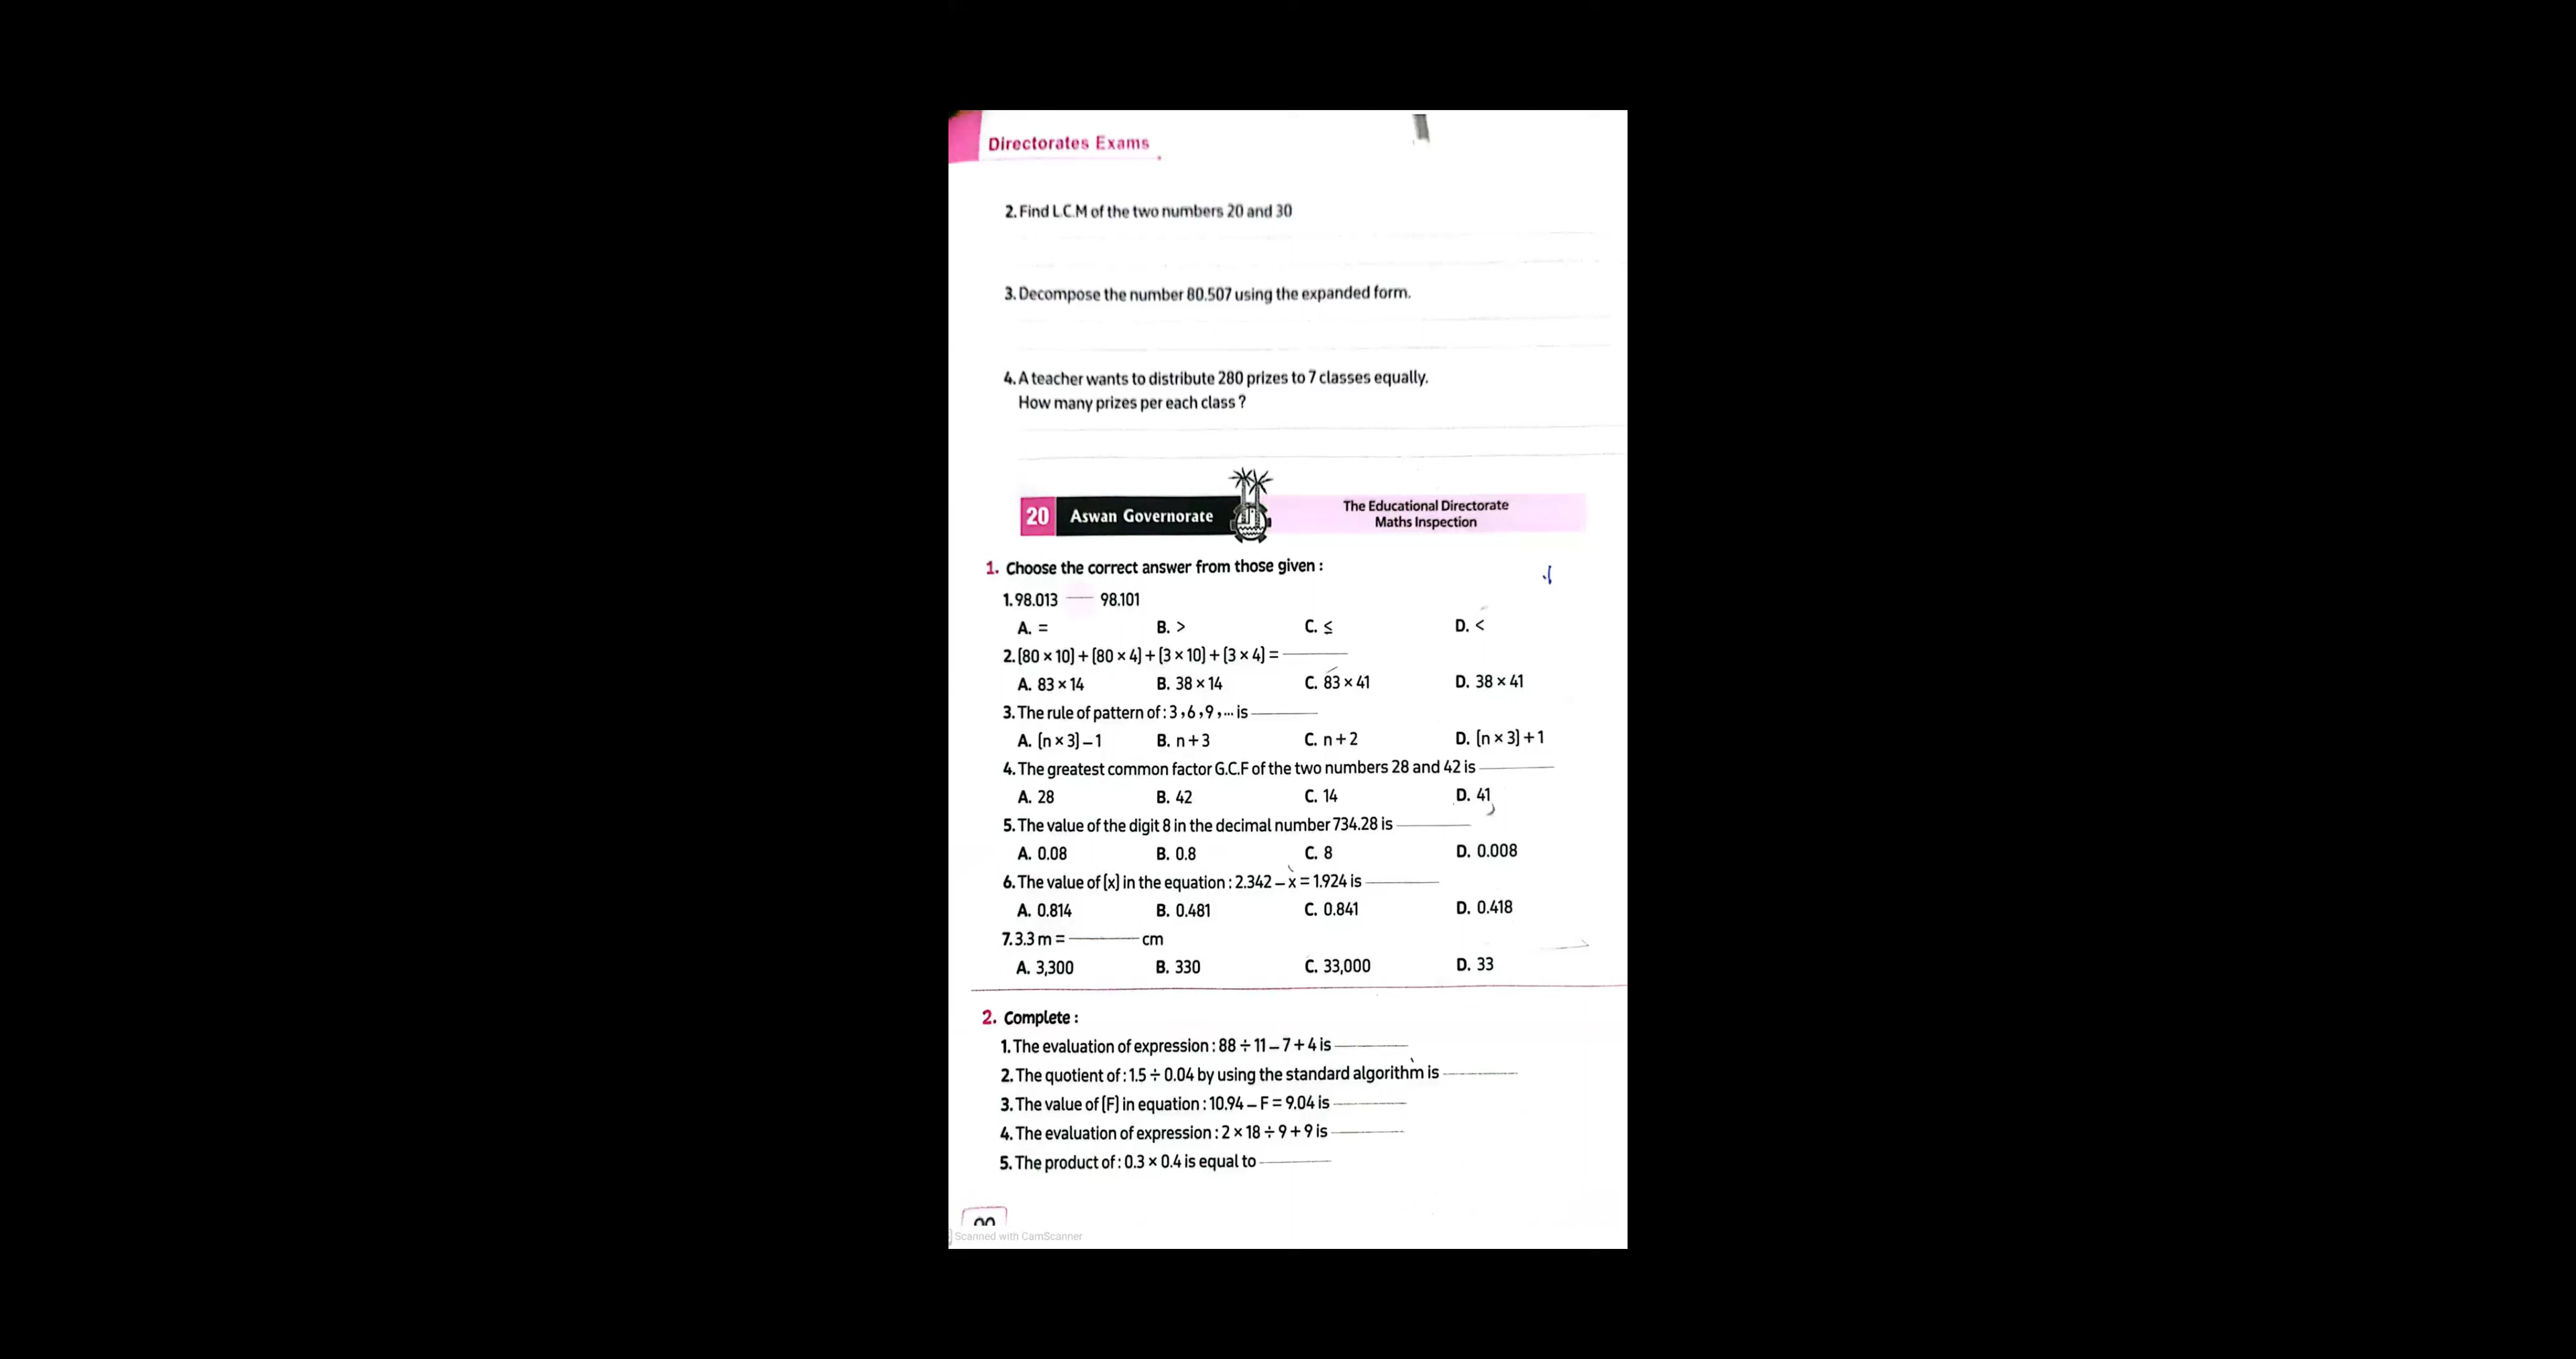 Directorates Exams
2. Find L.C.M of the two numbers 20 and 30
3. Decompose the number 80.507 using the expanded form.
4. A teacher wants to distribute 280 prizes to 7 classes equally.
How many prizes per each class ?
20 Aswan Governorate
The Educational Directorate
Maths Inspection
1. Choose the correct answer from those given :
1. 98.013 —— 98.101
A. = B. > C. ≤ D. <
2. (80 × 10) + (80 × 4) + (3 × 10) + (3 × 4) = ————
A. 83 × 14 B. 38 × 14 C. 83 × 41 D. 38 × 41
3. The rule of pattern of : 3 , 6 , 9 , ... is ————
A. (n × 3) – 1 B. n + 3 C. n + 2 D. (n × 3) + 1
4. The greatest common factor G.C.F of the two numbers 28 and 42 is ————
A. 28 B. 42 C. 14 D. 41
5. The value of the digit 8 in the decimal number 734.28 is ————
A. 0.08 B. 0.8 C. 8 D. 0.008
6. The value of (x) in the equation : 2.342 – x = 1.924 is ————
A. 0.814 B. 0.481 C. 0.841 D. 0.418
7. 3.3 m = ———— cm
A. 3,300 B. 330 C. 33,000 D. 33
2. Complete :
1. The evaluation of expression : 88 ÷ 11 – 7 + 4 is ————
2. The quotient of : 1.5 ÷ 0.04 by using the standard algorithm is ————
3. The value of (F) in equation : 10.94 – F = 9.04 is ————
4. The evaluation of expression : 2 × 18 ÷ 9 + 9 is ————
5. The product of : 0.3 × 0.4 is equal to ————
Scanned with CamScanner